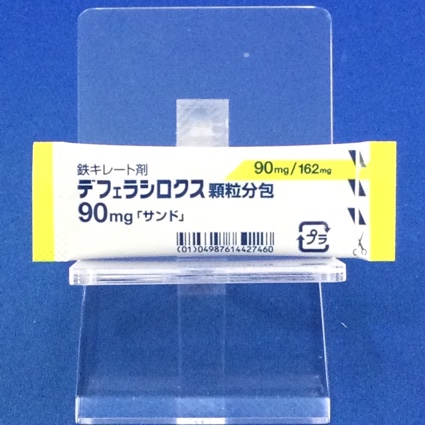 鉄キレート剤
90mg/162mg
デフェラシロクス顆粒分包
90mg「サンド」
プラ
(01)04987614427460